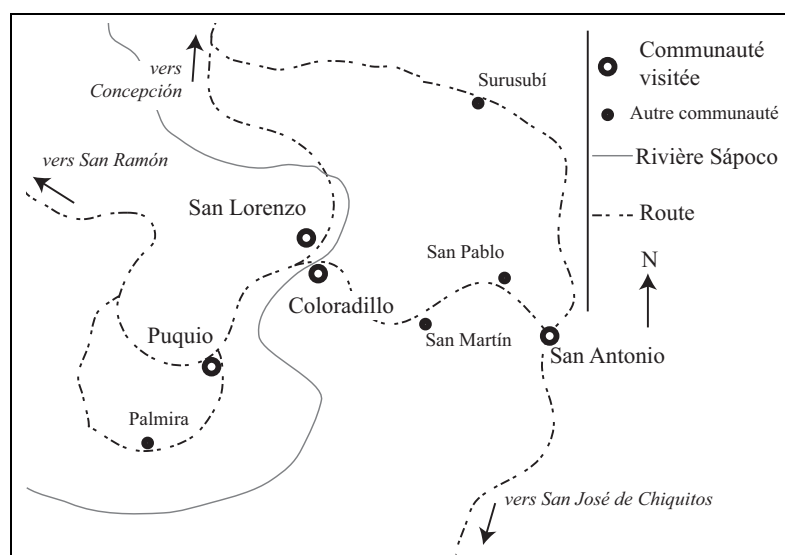 vers
Concepción
Surusubí
vers San Ramón
San Lorenzo
San Pablo
Coloradillo
San Martín
San Antonio
Puquio
Palmira
vers San José de Chiquitos
Communauté
visitée
Autre communauté
Rivière Sápoco
Route
N